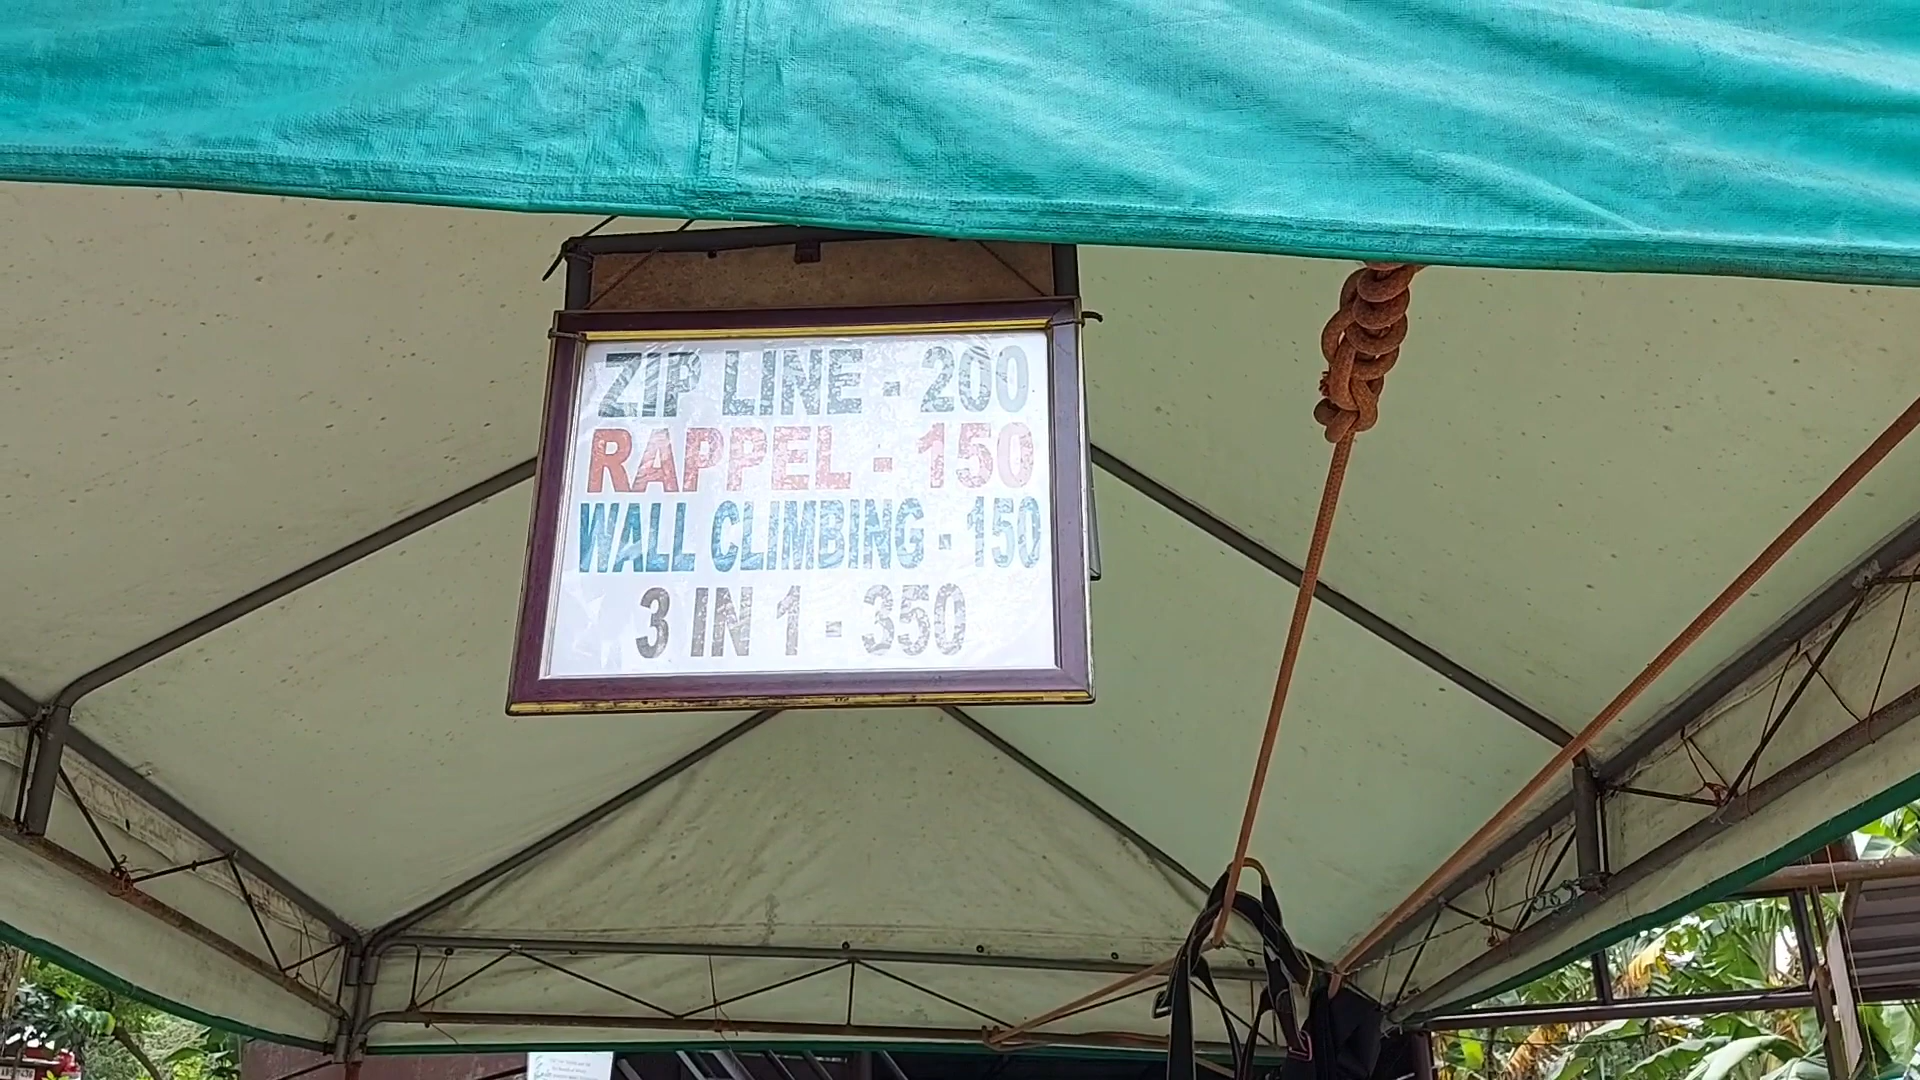 ZIP LINE - 200
RAPPEL - 150
WALL CLIMBING - 150
3 IN 1 - 350